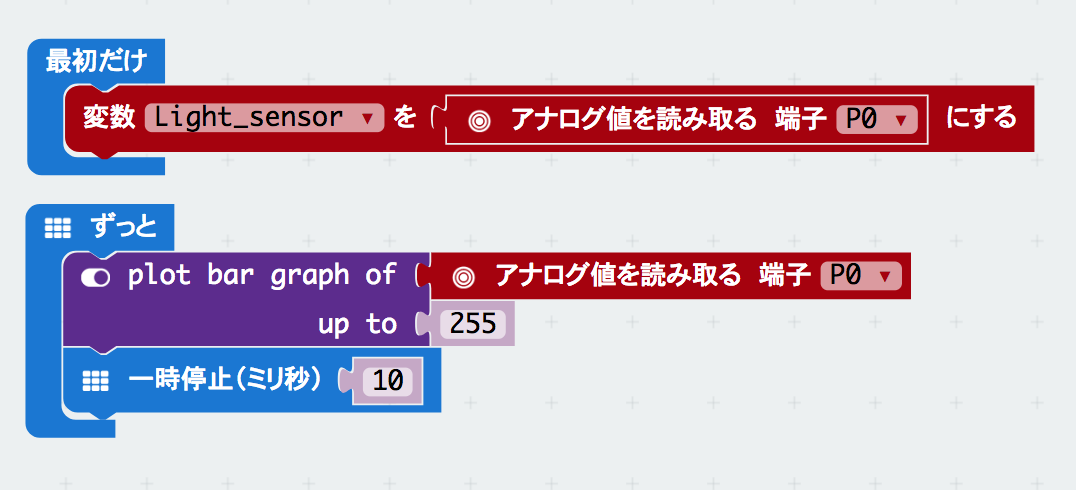 最初だけ
変数 Light_sensor ▼ を アナログ値を読み取る 端子 P0 ▼ にする
ずっと
plot bar graph of アナログ値を読み取る 端子 P0 ▼
up to 255
一時停止(ミリ秒) 10